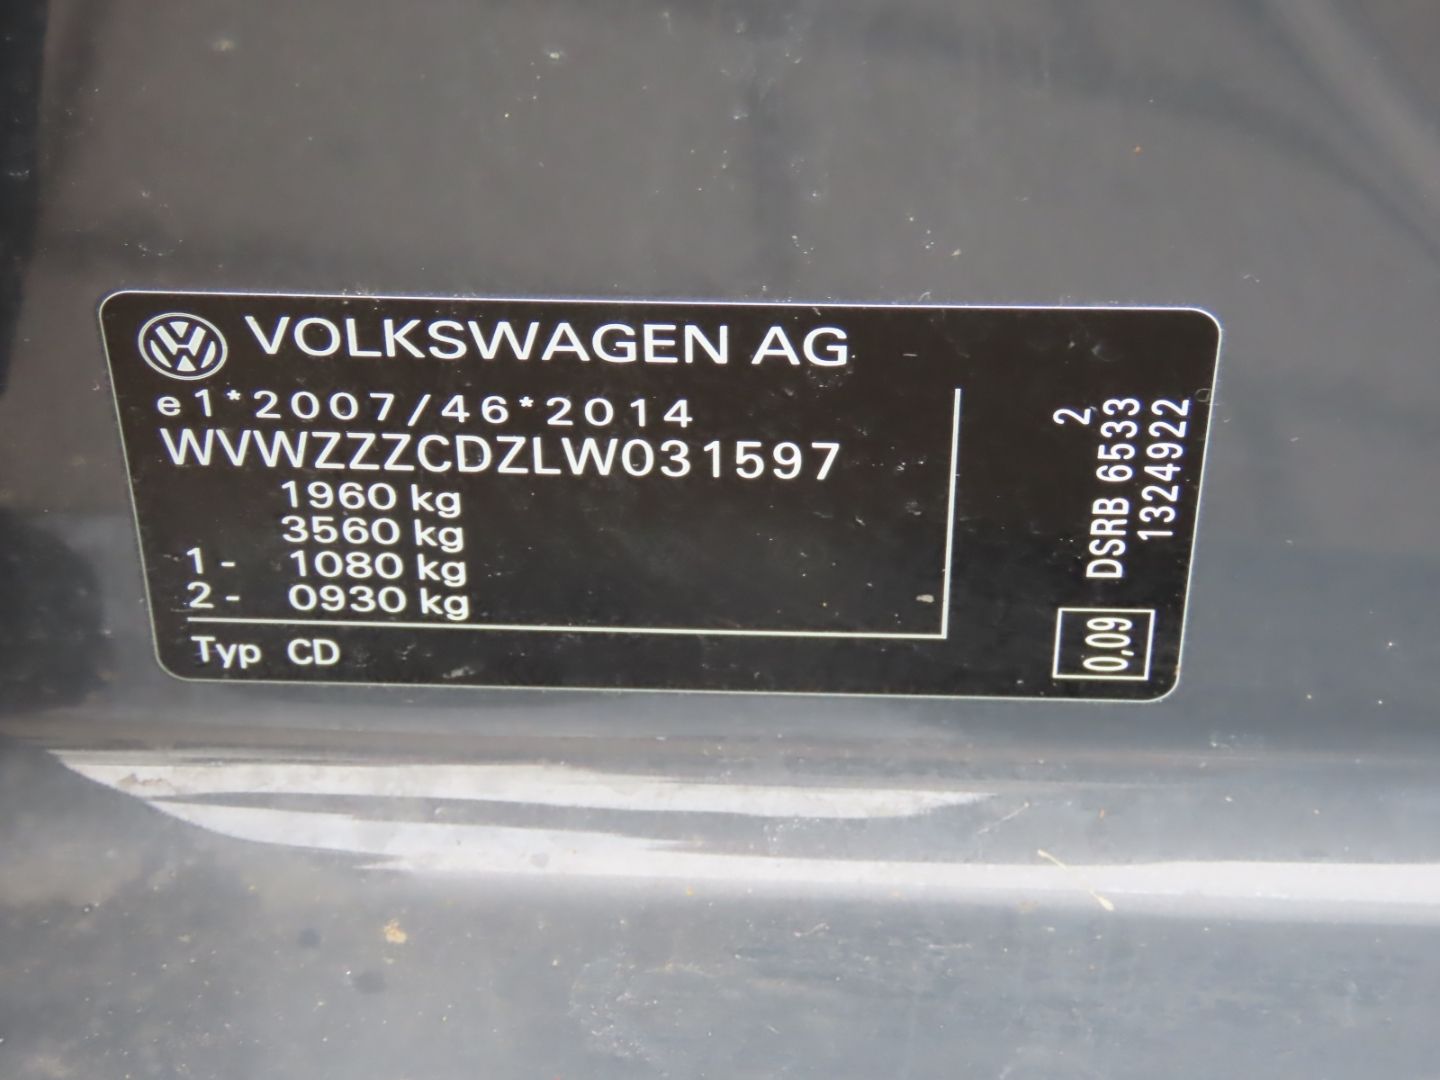 VOLKSWAGEN AG
e1*2007/46*2014
WVWZZZCDZLW031597
1960 kg
3560 kg
1- 1080 kg
2- 0930 kg
Typ CD
2
DSRB 6533
1324922
0,09